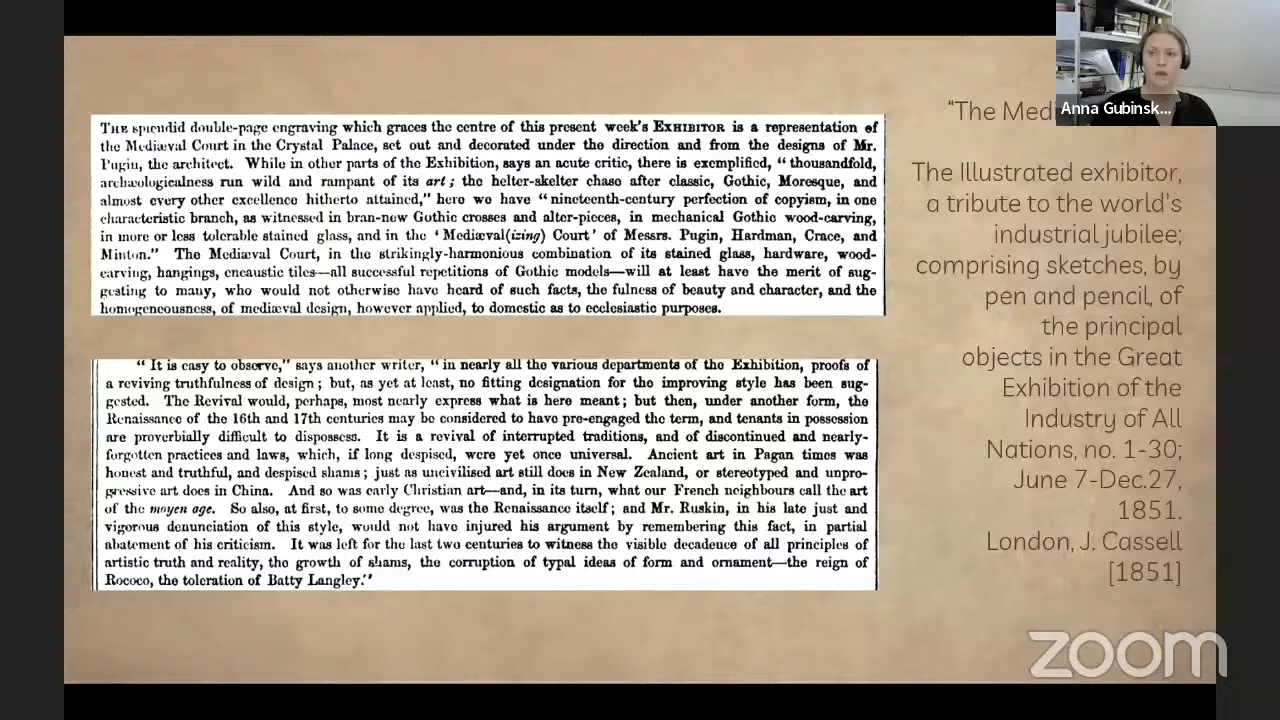 THE splendid double-page engraving which graces the centre of this present week's EXHIBITOR is a representation of
the Mediæval Court in the Crystal Palace, set out and decorated under the direction and from the designs of Mr.
Pugin, the architect. While in other parts of the Exhibition, says an acute critic, there is exemplified, "thousandfold,
archæologicalness run wild and rampant of its art; the helter-skelter chase after classic, Gothic, Moresque, and
almost every other excellence hitherto attained," here we have "nineteenth-century perfection of copyism, in one
characteristic branch, as witnessed in bran-new Gothic crosses and alter-pieces, in mechanical Gothic wood-carving,
in more or less tolerable stained glass, and in the 'Mediæval(izing) Court' of Messrs. Pugin, Hardman, Crace, and
Minton." The Mediæval Court, in the strikingly-harmonious combination of its stained glass, hardware, wood-
carving, hangings, encaustic tiles—all successful repetitions of Gothic models—will at least have the merit of sug-
gesting to many, who would not otherwise have heard of such facts, the fulness of beauty and character, and the
homogeneousness, of mediæval design, however applied, to domestic as to ecclesiastic purposes.
"It is easy to observe," says another writer, "in nearly all the various departments of the Exhibition, proofs of
a reviving truthfulness of design; but, as yet at least, no fitting designation for the improving style has been sug-
gested. The Revival would, perhaps, most nearly express what is here meant; but then, under another form, the
Renaissance of the 16th and 17th centuries may be considered to have pre-engaged the term, and tenants in possession
are proverbially difficult to dispossess. It is a revival of interrupted traditions, and of discontinued and nearly-
forgotten practices and laws, which, if long despised, were yet once universal. Ancient art in Pagan times was
honest and truthful, and despised shams; just as uncivilised art still does in New Zealand, or stereotyped and unpro-
gressive art does in China. And so was early Christian art—and, in its turn, what our French neighbours call the art
of the moyen age. So also, at first, to some degree, was the Renaissance itself; and Mr. Ruskin, in his late just and
vigorous denunciation of this style, would not have injured his argument by remembering this fact, in partial
abatement of his criticism. It was left for the last two centuries to witness the visible decadence of all principles of
artistic truth and reality, the growth of shams, the corruption of typal ideas of form and ornament—the reign of
Rococo, the toleration of Batty Langley."
"The Med
Anna Gubinsk...
The Illustrated exhibitor,
a tribute to the world's
industrial jubilee;
comprising sketches, by
pen and pencil, of
the principal
objects in the Great
Exhibition of the
Industry of All
Nations, no. 1-30;
June 7-Dec.27,
1851.
London, J. Cassell
[1851]
zoom